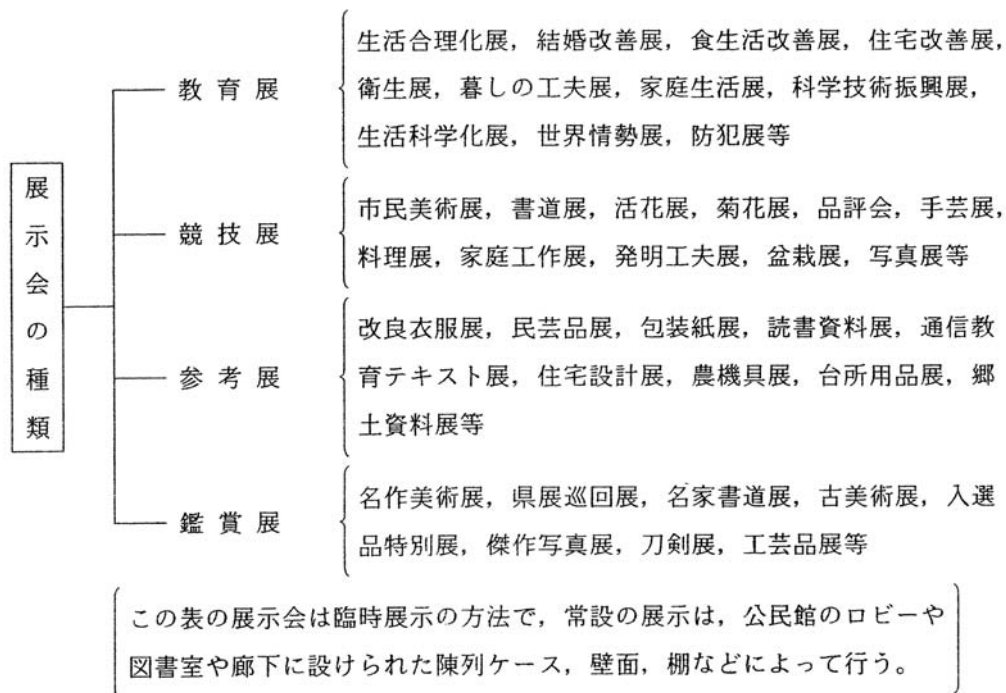 展示会の種類
教育展
生活合理化展，結婚改善展，食生活改善展，住宅改善展，
衛生展，暮しの工夫展，家庭生活展，科学技術振興展，
生活科学化展，世界情勢展，防犯展等
競技展
市民美術展，書道展，活花展，菊花展，品評会，手芸展，
料理展，家庭工作展，発明工夫展，盆栽展，写真展等
参考展
改良衣服展，民芸品展，包装紙展，読書資料展，通信教
育テキスト展，住宅設計展，農機具展，台所用品展，郷
土資料展等
鑑賞展
名作美術展，県展巡回展，名家書道展，古美術展，入選
品特別展，傑作写真展，刀剣展，工芸品展等
この表の展示会は臨時展示の方法で，常設の展示は，公民館のロビーや
図書室や廊下に設けられた陳列ケース，壁面，棚などによって行う。